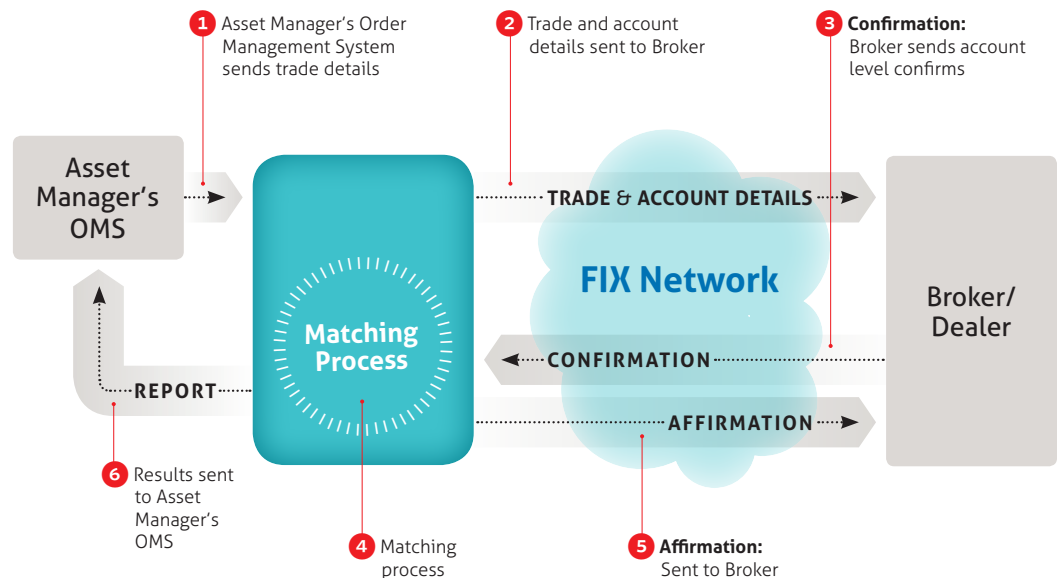 1 Asset Manager's Order
Management System
sends trade details
2 Trade and account
details sent to Broker
3 Confirmation:
Broker sends account
level confirms
Asset
Manager's
OMS
TRADE & ACCOUNT DETAILS
FIX Network
Broker/
Dealer
Matching
Process
CONFIRMATION
REPORT
AFFIRMATION
6 Results sent
to Asset
Manager's
OMS
4 Matching
process
5 Affirmation:
Sent to Broker